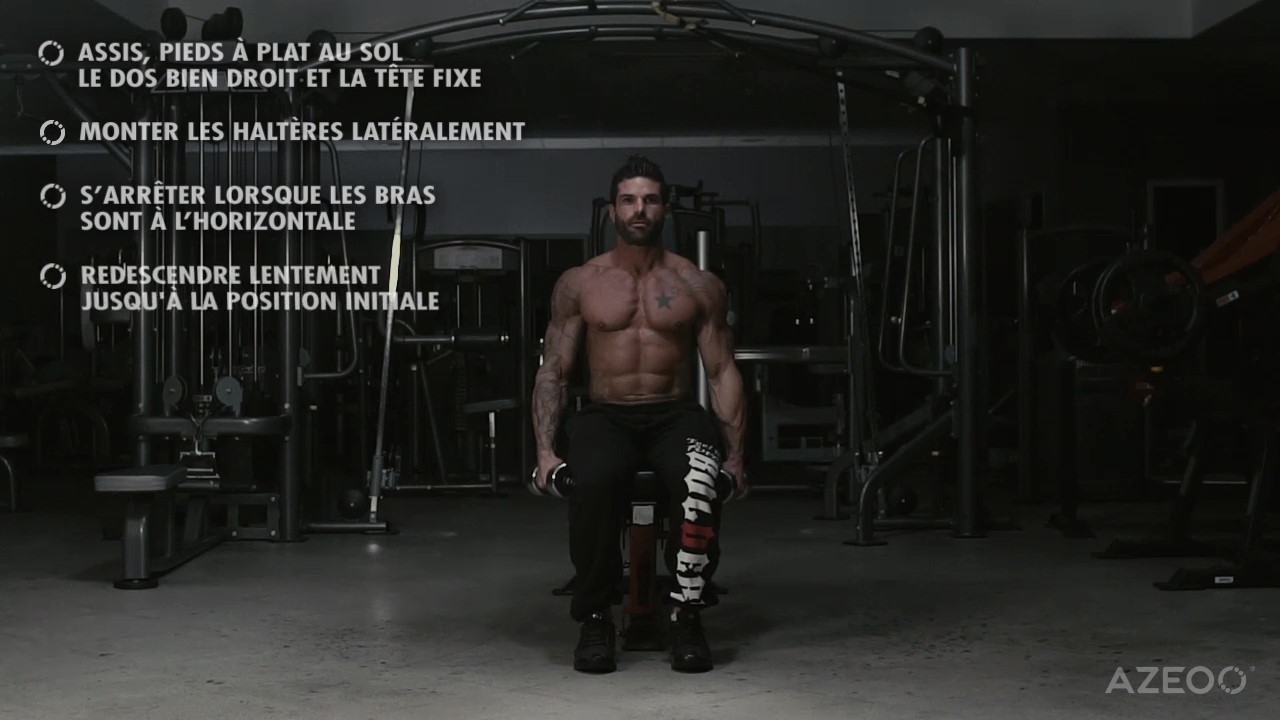 ASSIS, PIEDS À PLAT AU SOL
LE DOS BIEN DROIT ET LA TÊTE FIXE
MONTER LES HALTÈRES LATÉRALEMENT
S'ARRÊTER LORSQUE LES BRAS
SONT À L'HORIZONTALE
REDESCENDRE LENTEMENT
JUSQU'À LA POSITION INITIALE
AZEOO